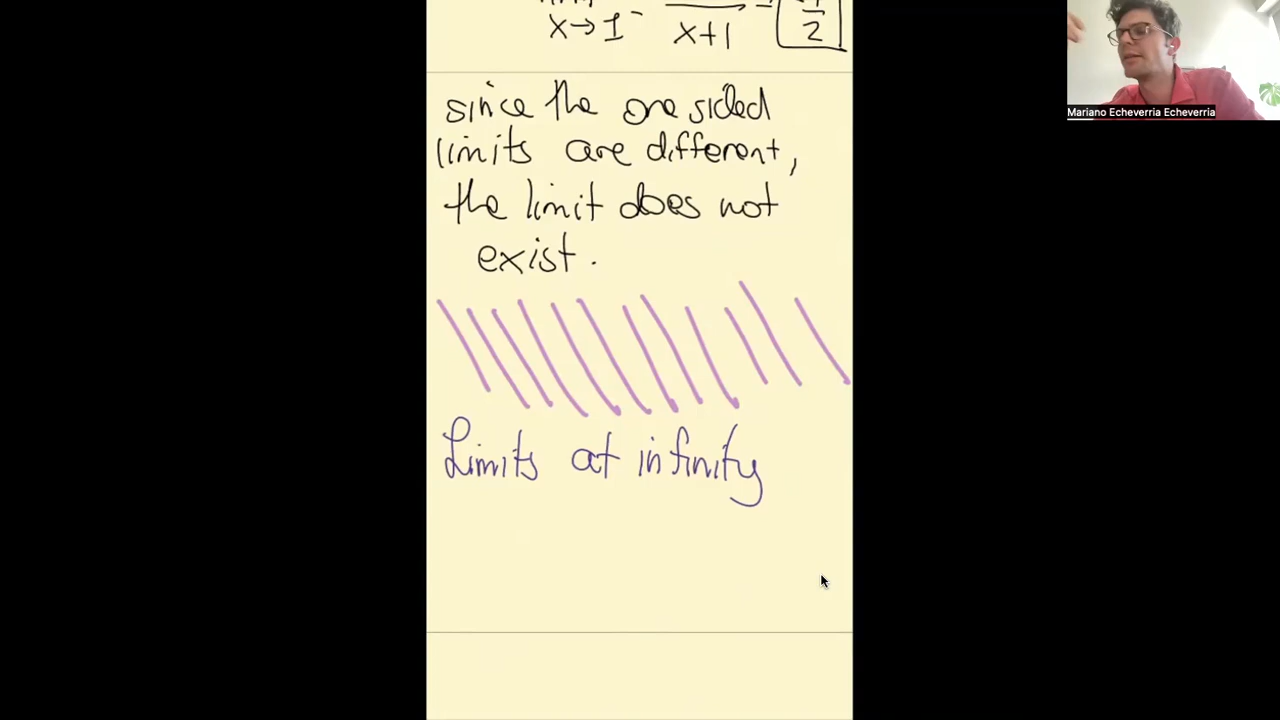 x→1⁻ x+1 2
since the one sided
limits are different,
the limit does not
exist.
Limits at infinity
Mariano Echeverria Echeverria